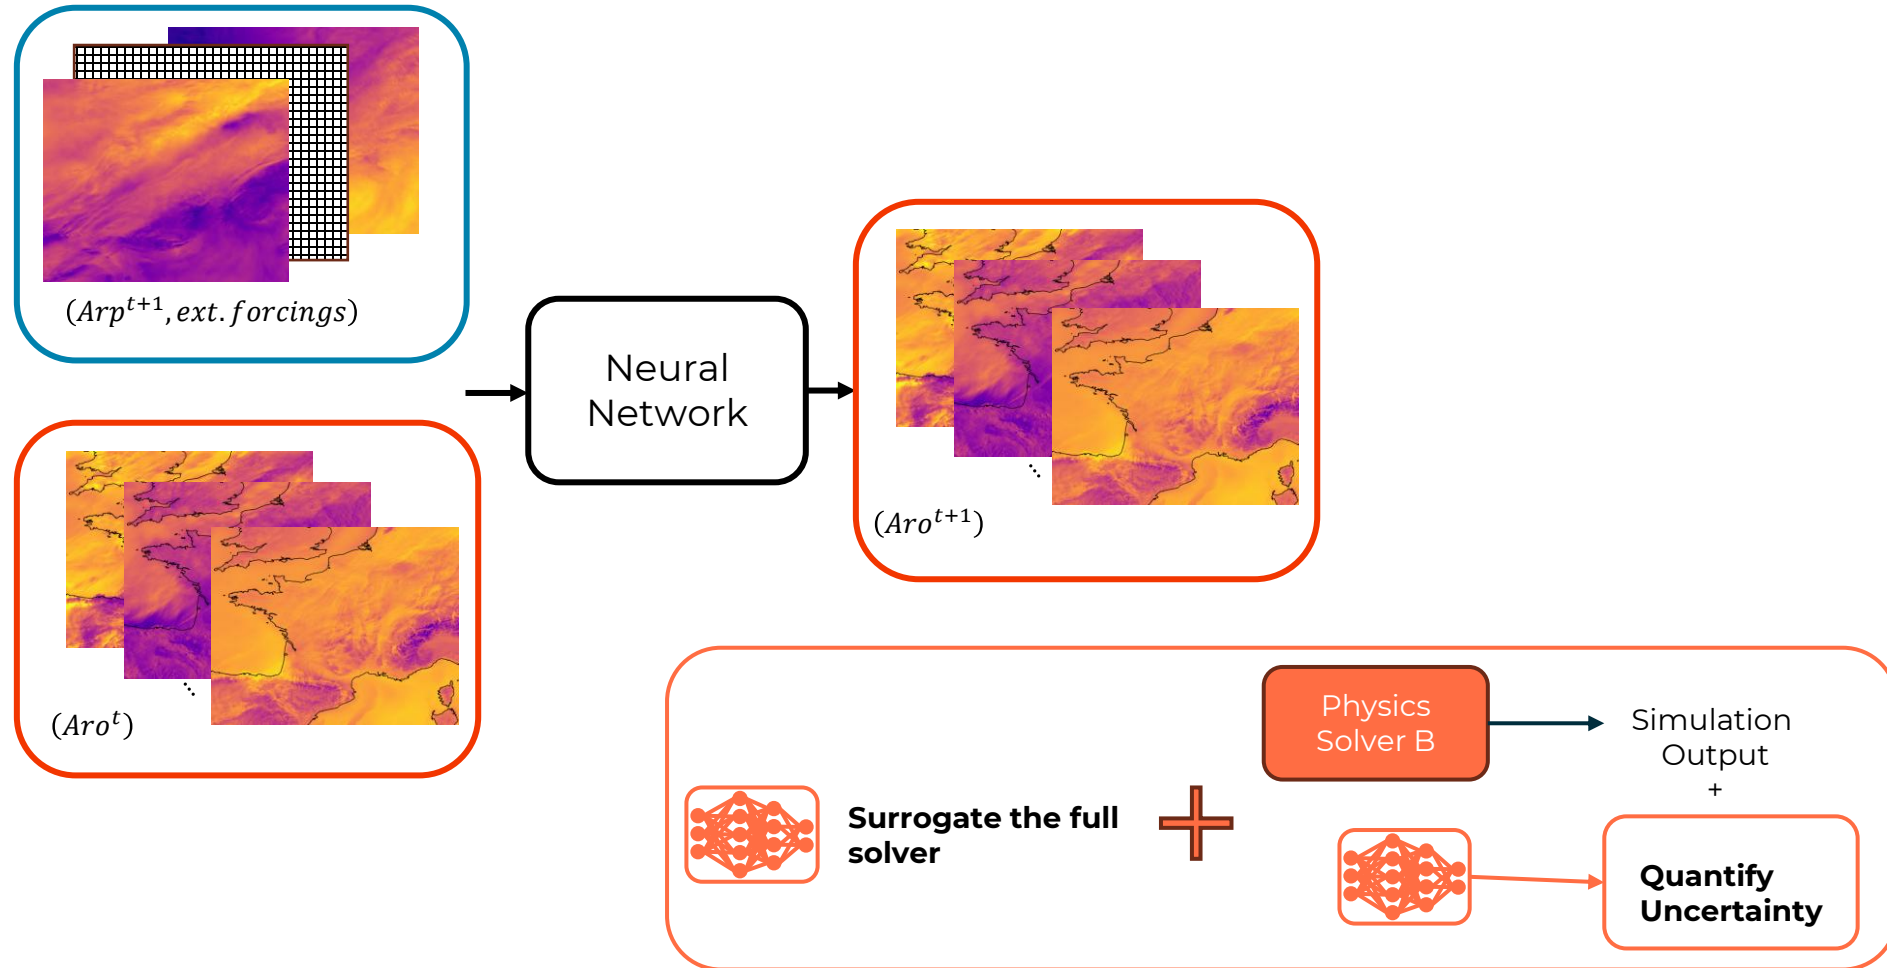 (Arp^{t+1}, ext. forcings)
Neural
Network
(Aro^{t+1})
(Aro^{t})
Physics
Solver B
Simulation
Output
+
Surrogate the full
solver
Quantify
Uncertainty